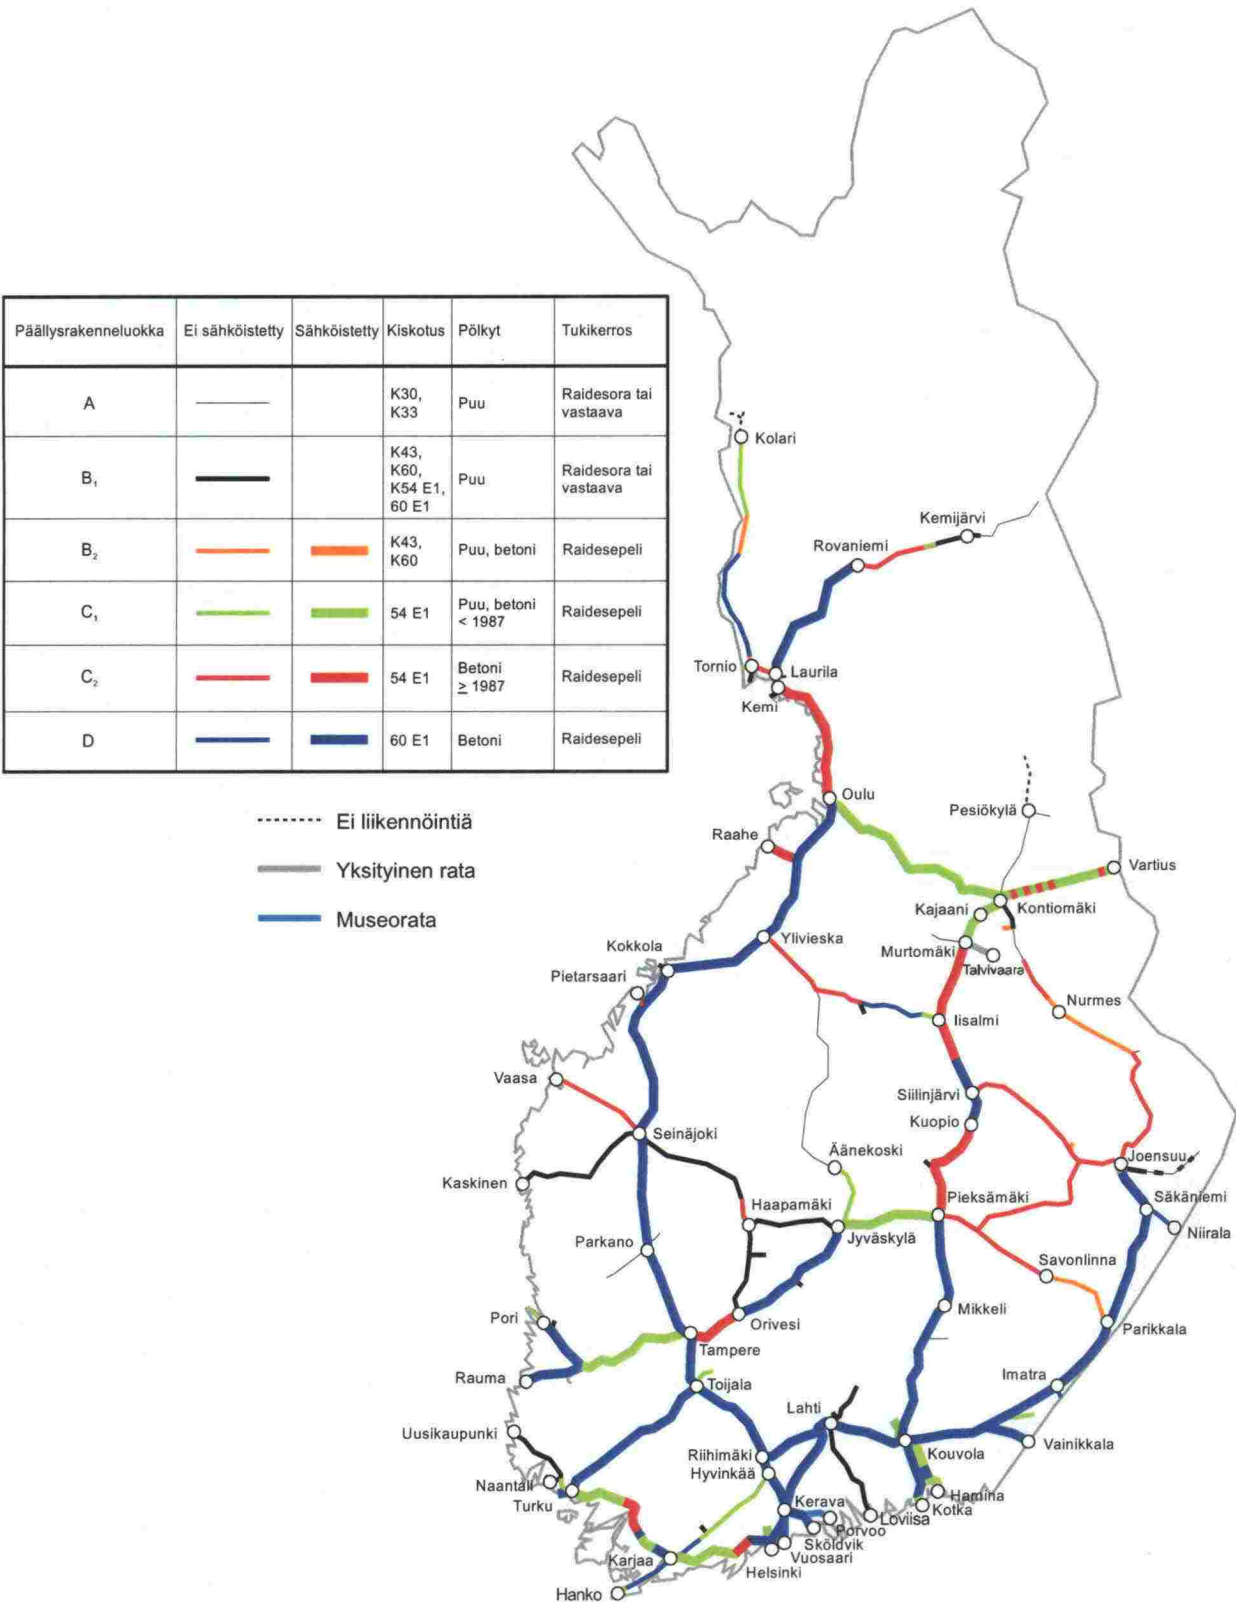 Päällysrakenneluokka Ei sähköistetty Sähköistetty Kiskotus Pölkyt Tukikerros
A K30, K33 Puu Raidesora tai vastaava
B₁ K43, K60, K54 E1, 60 E1 Puu Raidesora tai vastaava
B₂ K43, K60 Puu, betoni Raidesepeli
C₁ 54 E1 Puu, betoni < 1987 Raidesepeli
C₂ 54 E1 Betoni ≥ 1987 Raidesepeli
D 60 E1 Betoni Raidesepeli
Ei liikennöintiä
Yksityinen rata
Museorata
Kolari
Kemijärvi
Rovaniemi
Tornio
Laurila
Kemi
Oulu
Pesiökylä
Raahe
Vartius
Kajaani
Kontiomäki
Ylivieska
Murtomäki
Kokkola
Talvivaara
Pietarsaari
Nurmes
Iisalmi
Vaasa
Siilinjärvi
Kuopio
Seinäjoki
Äänekoski
Joensuu
Kaskinen
Haapamäki
Pieksämäki
Säkäniemi
Jyväskylä
Niirala
Parkano
Savonlinna
Mikkeli
Pori
Orivesi
Parikkala
Tampere
Rauma
Toijala
Imatra
Lahti
Uusikaupunki
Riihimäki
Kouvola
Vainikkala
Hyvinkää
Naantali
Turku
Kerava
Hamina
Porvoo
Loviisa
Kotka
Sköldvik
Vuosaari
Karjaa
Helsinki
Hanko